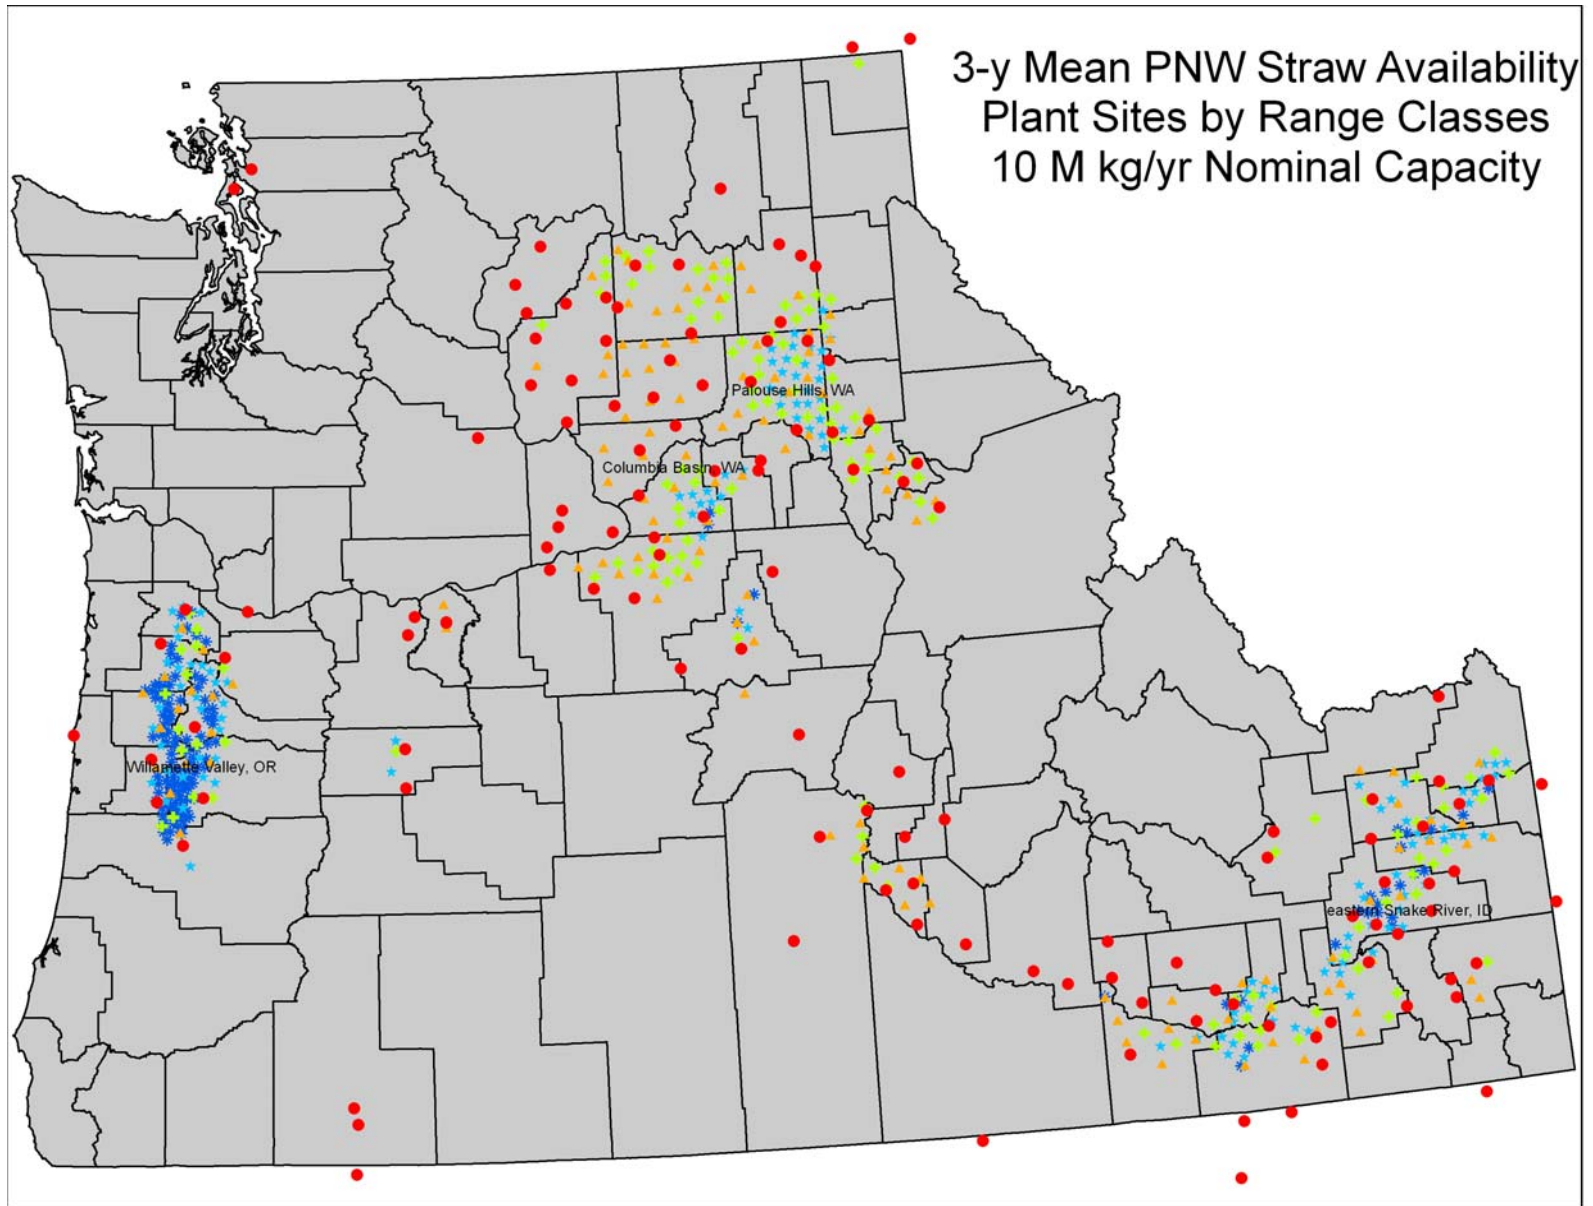 3-y Mean PNW Straw Availability
Plant Sites by Range Classes
10 M kg/yr Nominal Capacity
Palouse Hills, WA
Columbia Basin, WA
Willamette Valley, OR
eastern Snake River, ID